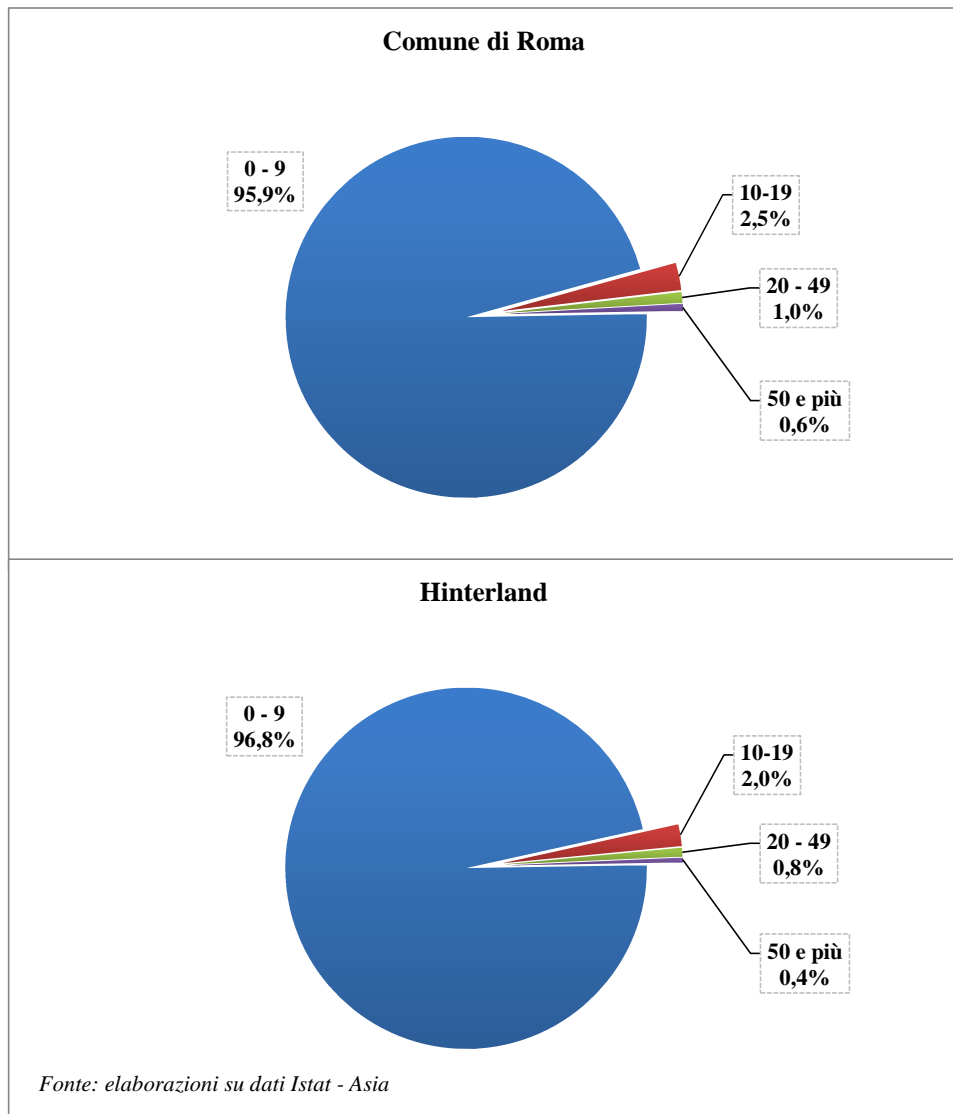 Comune di Roma
0 - 9
95,9%
10-19
2,5%
20 - 49
1,0%
50 e più
0,6%
Hinterland
0 - 9
96,8%
10-19
2,0%
20 - 49
0,8%
50 e più
0,4%
Fonte: elaborazioni su dati Istat - Asia